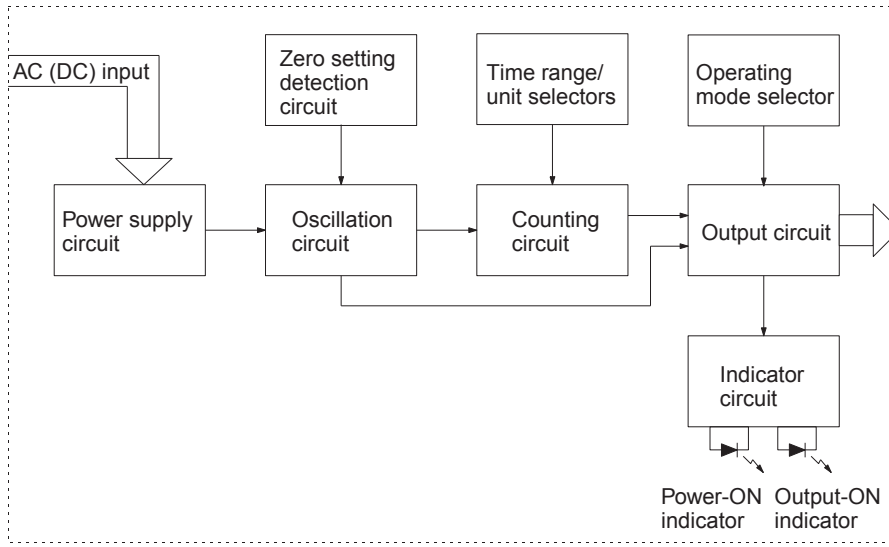 AC (DC) input
Zero setting
detection
circuit
Time range/
unit selectors
Operating
mode selector
Power supply
circuit
Oscillation
circuit
Counting
circuit
Output circuit
Indicator
circuit
Power-ON
indicator
Output-ON
indicator